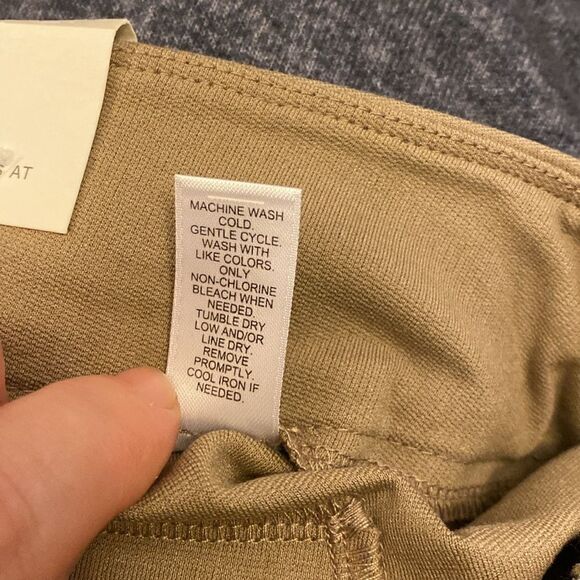 AT
MACHINE WASH
COLD.
GENTLE CYCLE.
WASH WITH
LIKE COLORS.
ONLY
NON-CHLORINE
BLEACH WHEN
NEEDED.
TUMBLE DRY
LOW AND/OR
LINE DRY.
REMOVE
PROMPTLY.
COOL IRON IF
NEEDED.